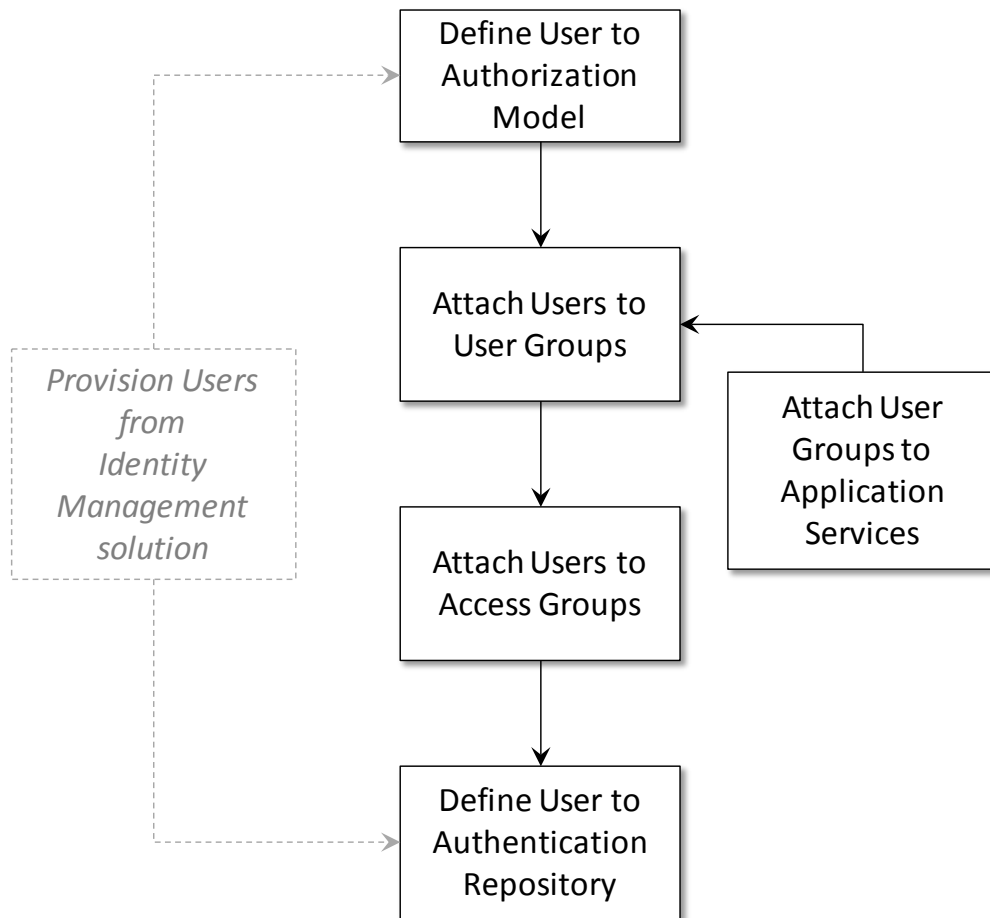 Define User to
Authorization
Model
Attach Users to
User Groups
Provision Users
from
Identity
Management
solution
Attach User
Groups to
Application
Services
Attach Users to
Access Groups
Define User to
Authentication
Repository